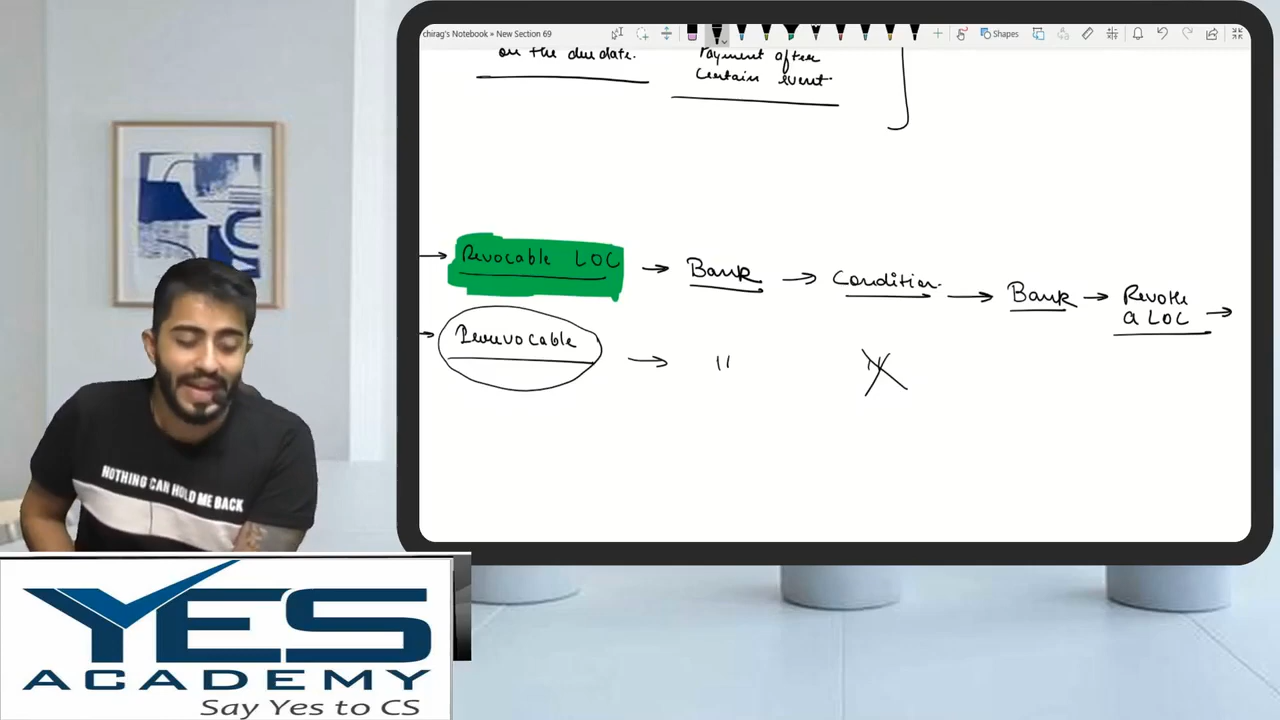 chirag's Notebook » New Section 69
Shapes
on the due date.
Payment after
Certain event.
→ Revocable LOC → Bank → Condition → Bank → Revoke
a LOC →
→ Irrevocable → "
NOTHING CAN HOLD ME BACK
YES
ACADEMY
Say Yes to CS